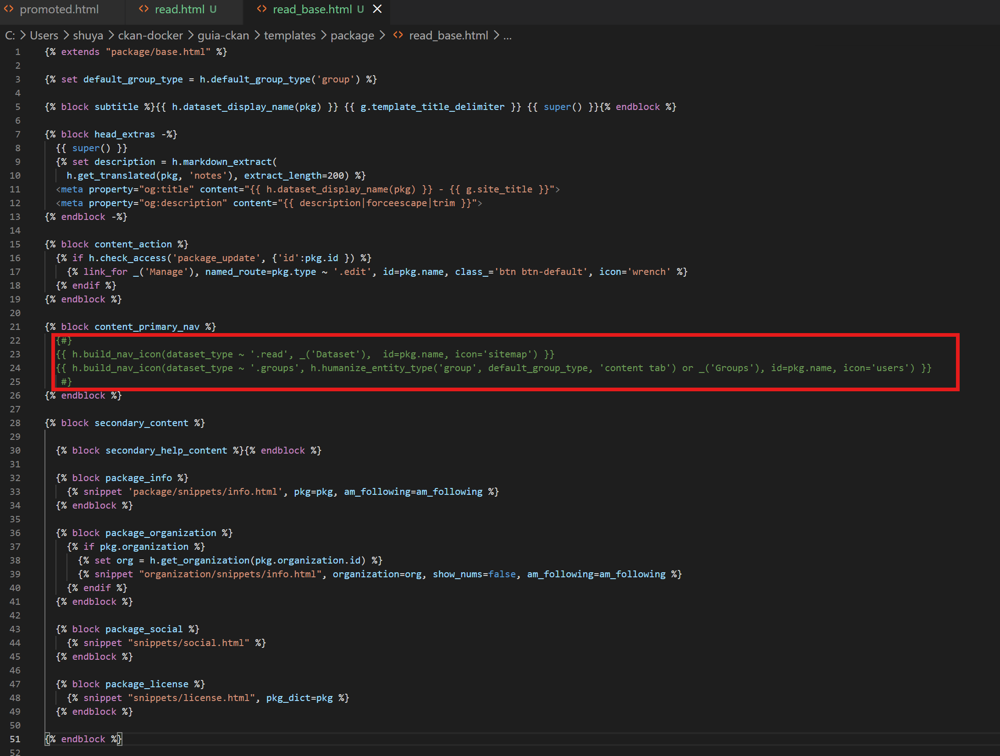 promoted.html read.html U read_base.html U
C: > Users > shuya > ckan-docker > guia-ckan > templates > package > read_base.html > ...
1 {% extends "package/base.html" %}
2
3 {% set default_group_type = h.default_group_type('group') %}
4
5 {% block subtitle %}{{ h.dataset_display_name(pkg) }} {{ g.template_title_delimiter }} {{ super() }}{% endblock %}
6
7 {% block head_extras -%}
8 {{ super() }}
9 {% set description = h.markdown_extract(
10 h.get_translated(pkg, 'notes'), extract_length=200) %}
11 <meta property="og:title" content="{{ h.dataset_display_name(pkg) }} - {{ g.site_title }}">
12 <meta property="og:description" content="{{ description|forceescape|trim }}">
13 {% endblock -%}
14
15 {% block content_action %}
16 {% if h.check_access('package_update', {'id':pkg.id }) %}
17 {% link_for _('Manage'), named_route=pkg.type ~ '.edit', id=pkg.name, class_='btn btn-default', icon='wrench' %}
18 {% endif %}
19 {% endblock %}
20
21 {% block content_primary_nav %}
22 {#}
23 {{ h.build_nav_icon(dataset_type ~ '.read', _('Dataset'),  id=pkg.name, icon='sitemap') }}
24 {{ h.build_nav_icon(dataset_type ~ '.groups', h.humanize_entity_type('group', default_group_type, 'content tab') or _('Groups'), id=pkg.name, icon='users') }}
25 #}
26 {% endblock %}
27
28 {% block secondary_content %}
29
30 {% block secondary_help_content %}{% endblock %}
31
32 {% block package_info %}
33 {% snippet 'package/snippets/info.html', pkg=pkg, am_following=am_following %}
34 {% endblock %}
35
36 {% block package_organization %}
37 {% if pkg.organization %}
38 {% set org = h.get_organization(pkg.organization.id) %}
39 {% snippet "organization/snippets/info.html", organization=org, show_nums=false, am_following=am_following %}
40 {% endif %}
41 {% endblock %}
42
43 {% block package_social %}
44 {% snippet "snippets/social.html" %}
45 {% endblock %}
46
47 {% block package_license %}
48 {% snippet "snippets/license.html", pkg_dict=pkg %}
49 {% endblock %}
50
51 {% endblock %}
52